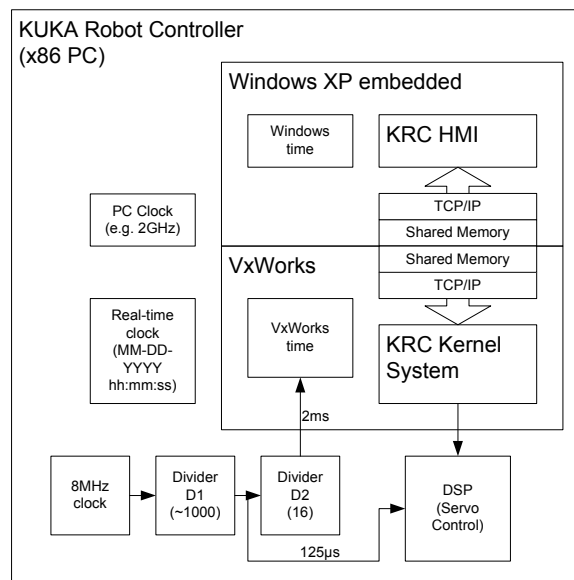 KUKA Robot Controller
(x86 PC)
Windows XP embedded
Windows
time
KRC HMI
TCP/IP
Shared Memory
PC Clock
(e.g. 2GHz)
VxWorks
Shared Memory
TCP/IP
Real-time
clock
(MM-DD-
YYYY
hh:mm:ss)
VxWorks
time
KRC Kernel
System
2ms
8MHz
clock
Divider
D1
(~1000)
Divider
D2
(16)
DSP
(Servo
Control)
125µs